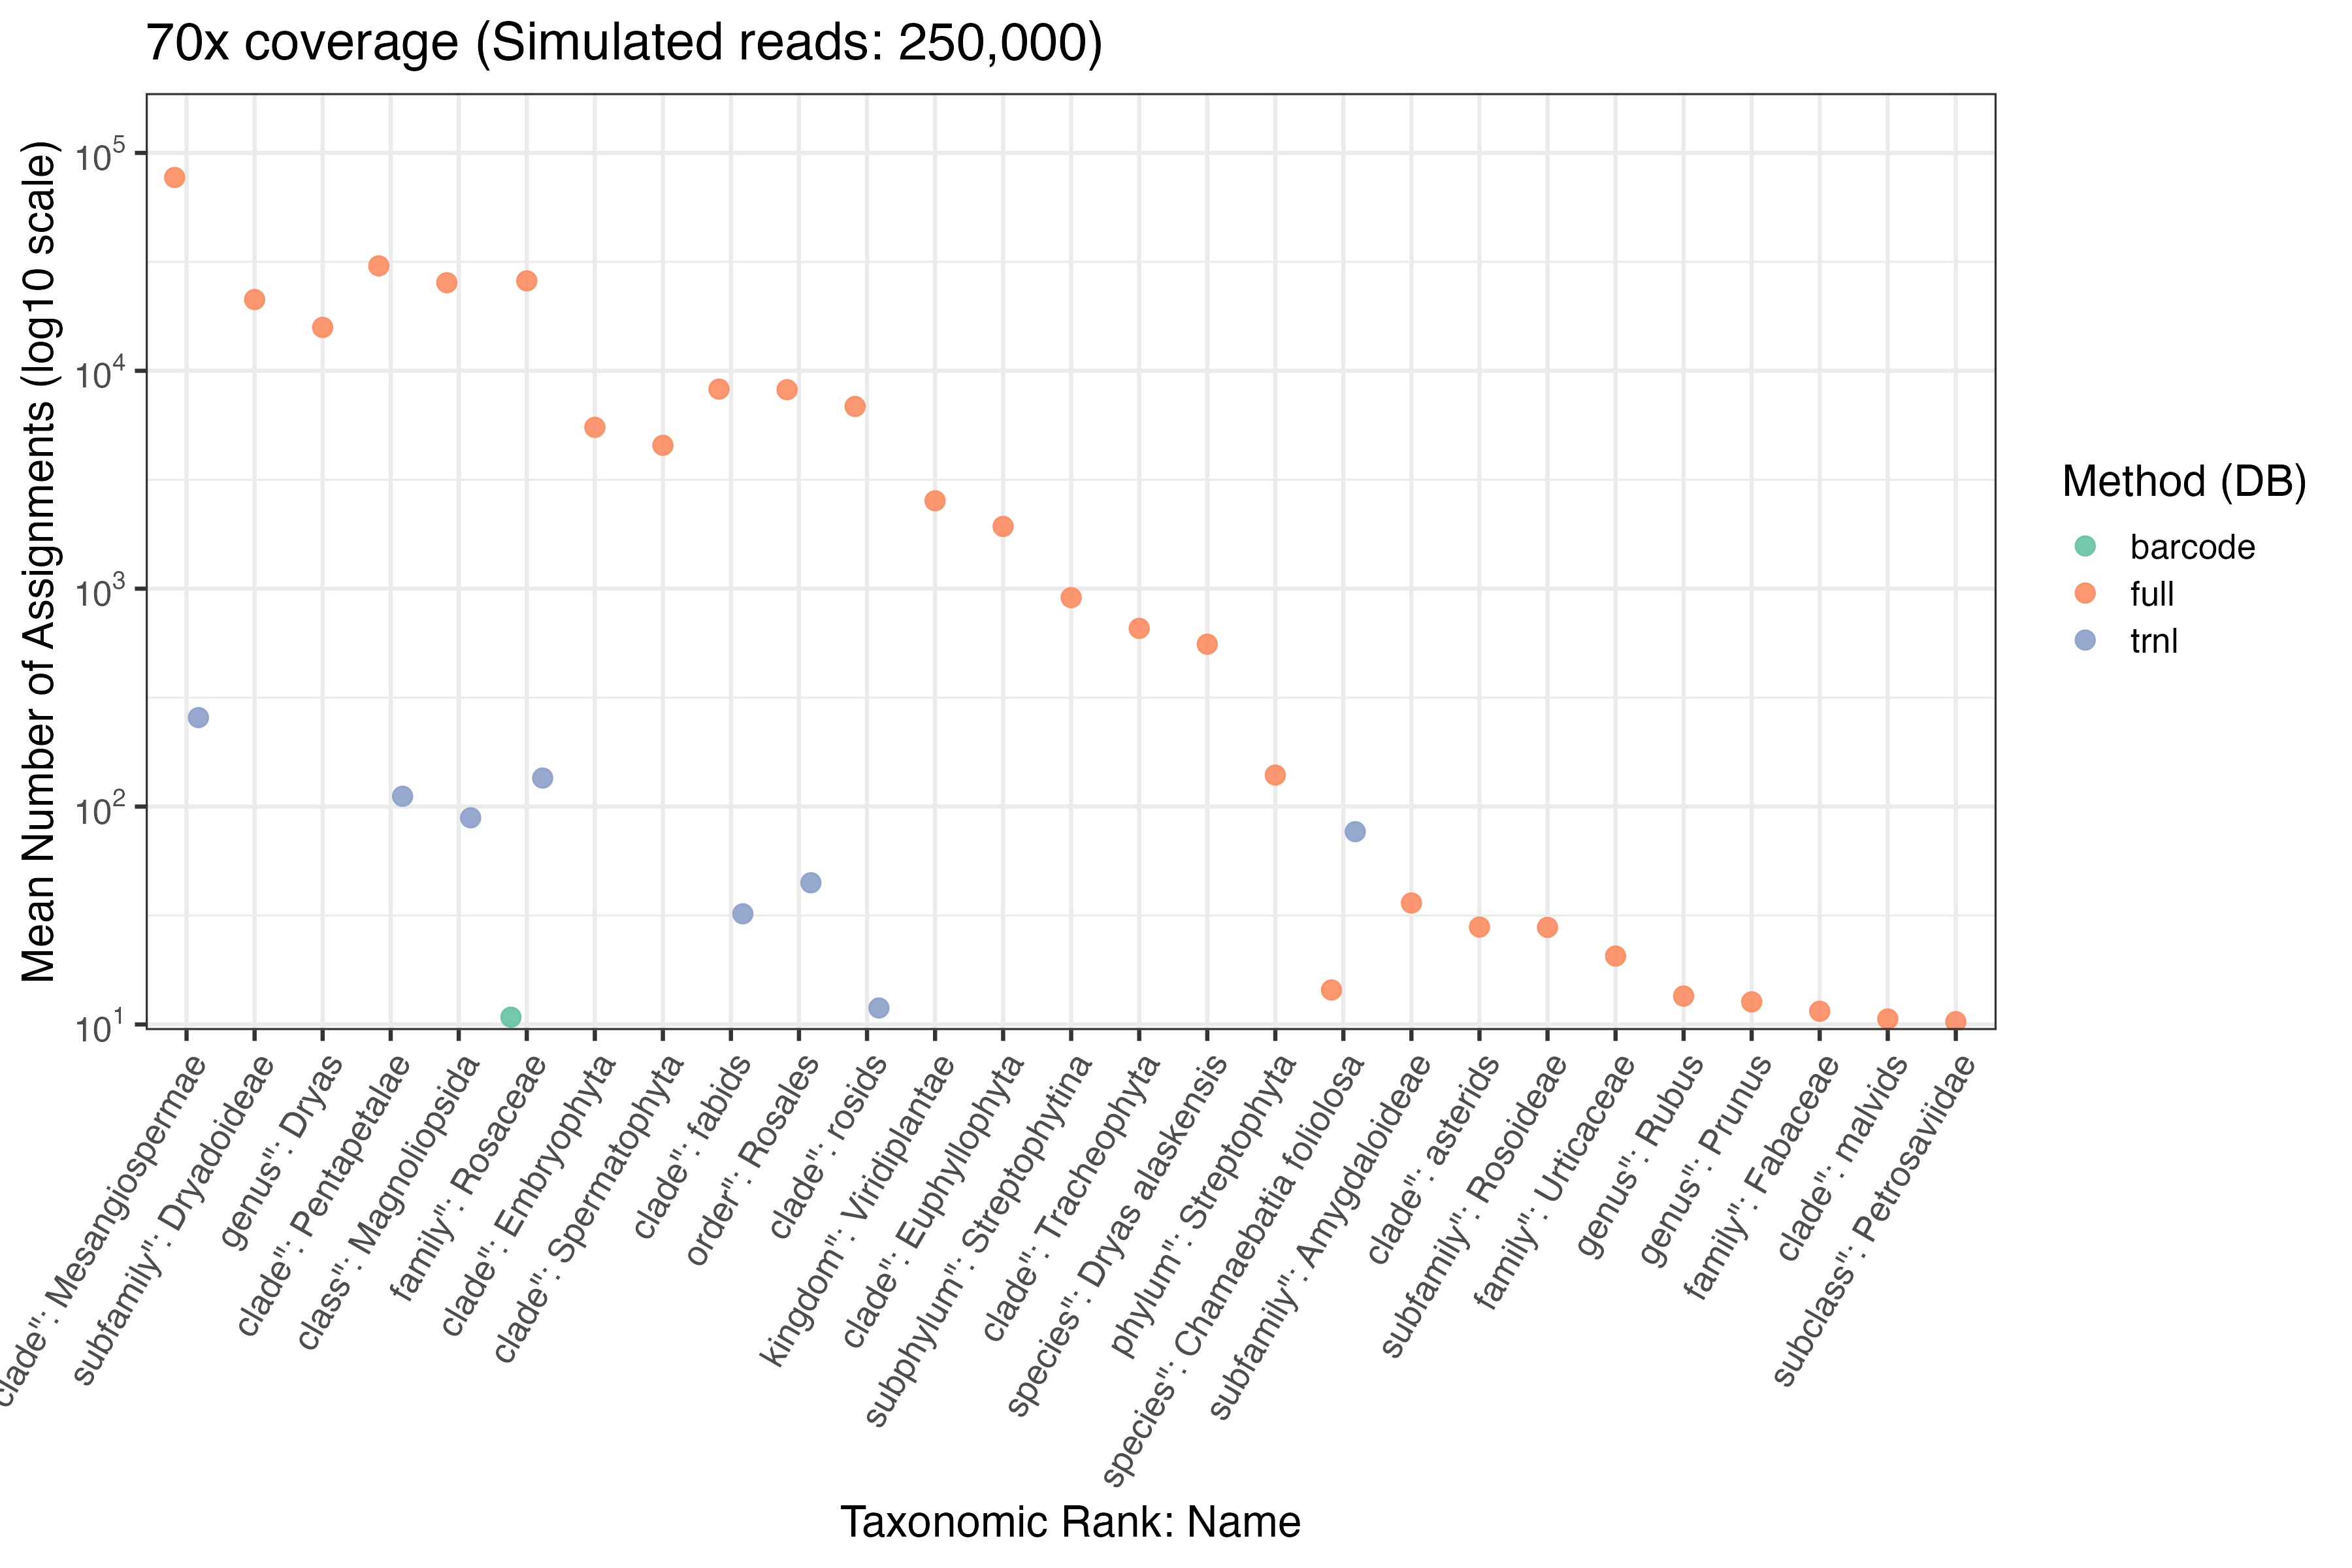 70x coverage (Simulated reads: 250,000)
Mean Number of Assignments (log10 scale)
10^5
10^4
10^3
10^2
10^1
clade": Mesangiospermae
subfamily": Dryadoideae
genus": Dryas
clade": Pentapetalae
class": Magnoliopsida
family": Rosaceae
clade": Embryophyta
clade": Spermatophyta
clade": fabids
order": Rosales
clade": rosids
kingdom": Viridiplantae
clade": Euphyllophyta
subphylum": Streptophytina
clade": Tracheophyta
species": Dryas alaskensis
phylum": Streptophyta
species": Chamaebatia foliolosa
subfamily": Amygdaloideae
clade": asterids
subfamily": Rosoideae
family": Urticaceae
genus": Rubus
genus": Prunus
family": Fabaceae
clade": malvids
subclass": Petrosaviidae
Taxonomic Rank: Name
Method (DB)
barcode
full
trnl